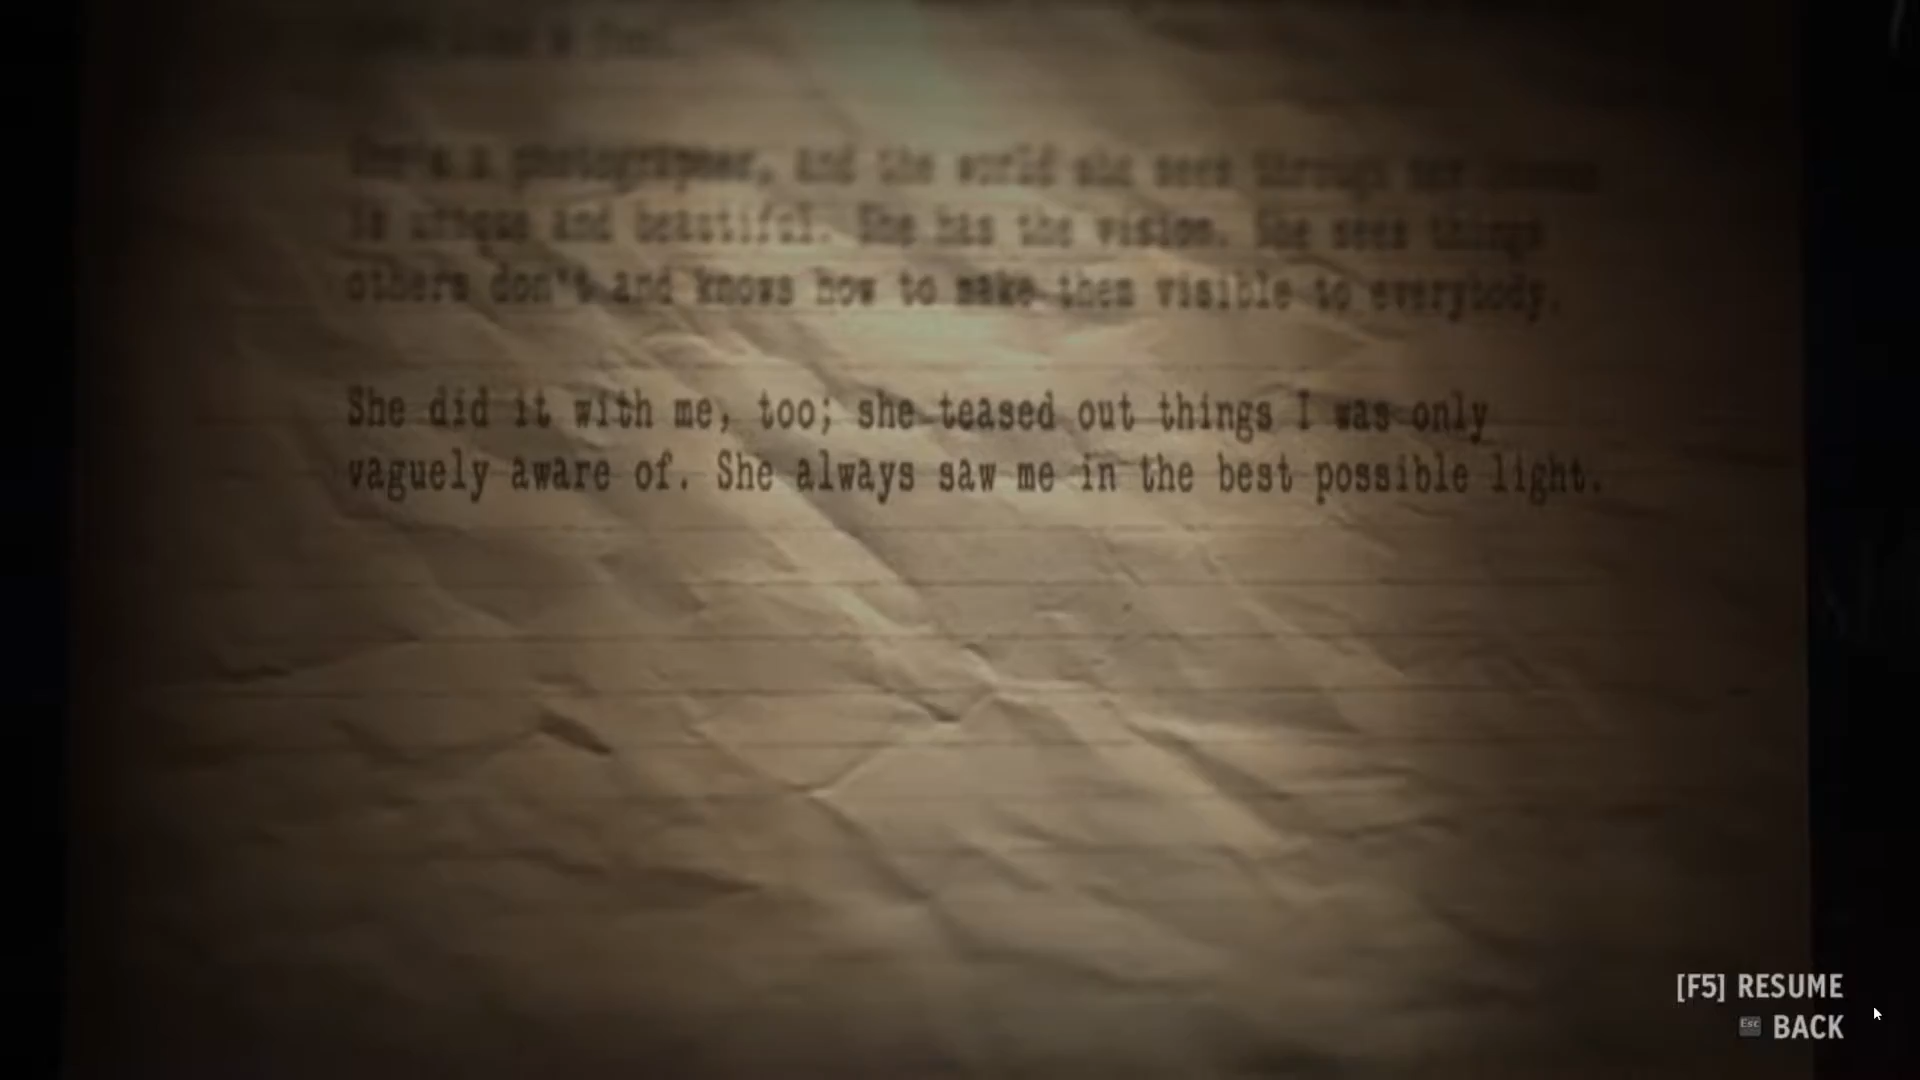 She's a photographer, and the world she sees through her lenses
is unique and beautiful. She has the vision. She sees things
others don't and knows how to make them visible to everybody.
She did it with me, too; she teased out things I was only
vaguely aware of. She always saw me in the best possible light.
[F5] RESUME
Esc BACK